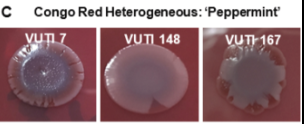 C Congo Red Heterogeneous: 'Peppermint'
VUTI 7 VUTI 148 VUTI 167